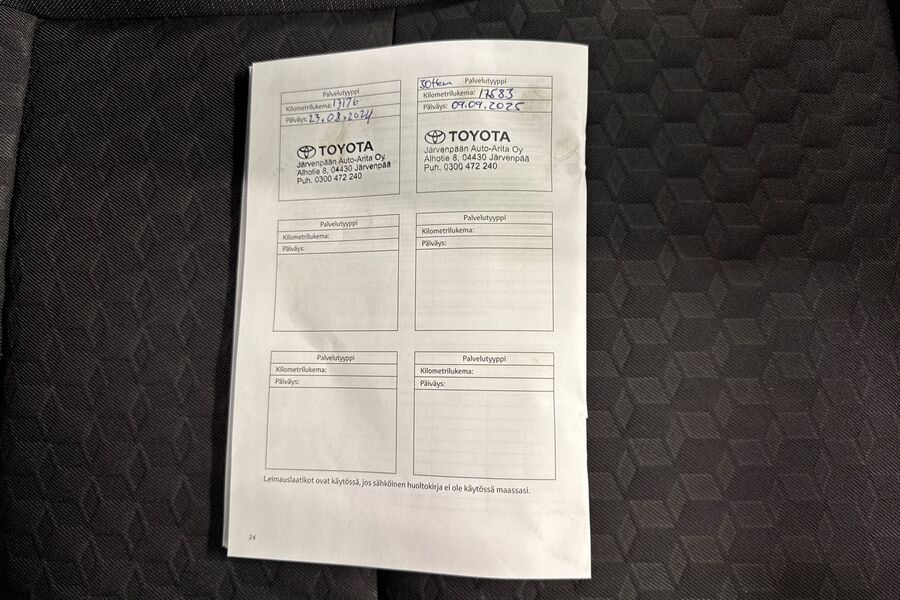 Palvelutyyppi
Kilometrilukema: 13176
Päiväys: 23.08.2024
TOYOTA
Järvenpään Auto-Arita Oy
Alhotie 8, 04430 Järvenpää
Puh. 0300 472 240
Palvelutyyppi
Kilometrilukema: 17583
Päiväys: 09.09.2025
TOYOTA
Järvenpään Auto-Arita Oy
Alhotie 8, 04430 Järvenpää
Puh. 0300 472 240
Palvelutyyppi
Kilometrilukema:
Päiväys:
Palvelutyyppi
Kilometrilukema:
Päiväys:
Palvelutyyppi
Kilometrilukema:
Päiväys:
Palvelutyyppi
Kilometrilukema:
Päiväys:
Leimauslaatikot ovat käytössä, jos sähköinen huoltokirja ei ole käytössä maassasi.
24